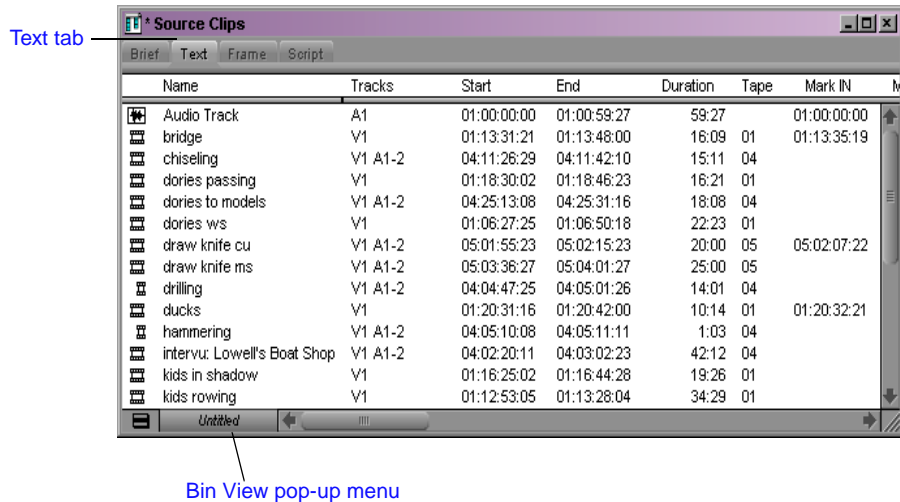 * Source Clips
Text tab
Brief Text Frame Script
Name Tracks Start End Duration Tape Mark IN M
Audio Track A1 01:00:00:00 01:00:59:27 59:27 01:00:00:00
bridge V1 01:13:31:21 01:13:48:00 16:09 01 01:13:35:19
chiseling V1 A1-2 04:11:26:29 04:11:42:10 15:11 04
dories passing V1 01:18:30:02 01:18:46:23 16:21 01
dories to models V1 A1-2 04:25:13:08 04:25:31:16 18:08 04
dories ws V1 01:06:27:25 01:06:50:18 22:23 01
draw knife cu V1 A1-2 05:01:55:23 05:02:15:23 20:00 05 05:02:07:22
draw knife ms V1 A1-2 05:03:36:27 05:04:01:27 25:00 05
drilling V1 A1-2 04:04:47:25 04:05:01:26 14:01 04
ducks V1 01:20:31:16 01:20:42:00 10:14 01 01:20:32:21
hammering V1 A1-2 04:05:10:08 04:05:11:11 1:03 04
intervu: Lowell's Boat Shop V1 A1-2 04:02:20:11 04:03:02:23 42:12 04
kids in shadow V1 01:16:25:02 01:16:44:28 19:26 01
kids rowing V1 01:12:53:05 01:13:28:04 34:29 01
Untitled
Bin View pop-up menu